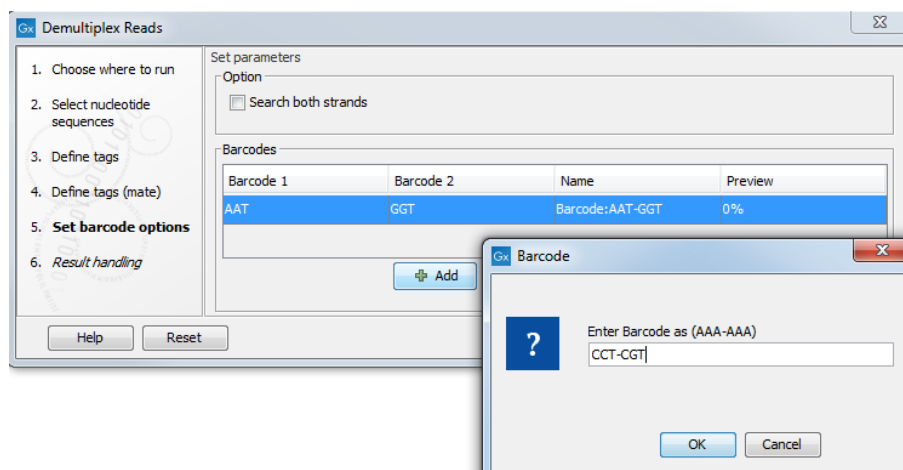 Gx Demultiplex Reads
Set parameters
1. Choose where to run
2. Select nucleotide
sequences
3. Define tags
4. Define tags (mate)
5. Set barcode options
6. Result handling
Option
Search both strands
Barcodes
Barcode 1 Barcode 2 Name Preview
AAT GGT Barcode:AAT-GGT 0%
Add
Help Reset
Gx Barcode
? Enter Barcode as (AAA-AAA)
CCT-CGT
OK Cancel